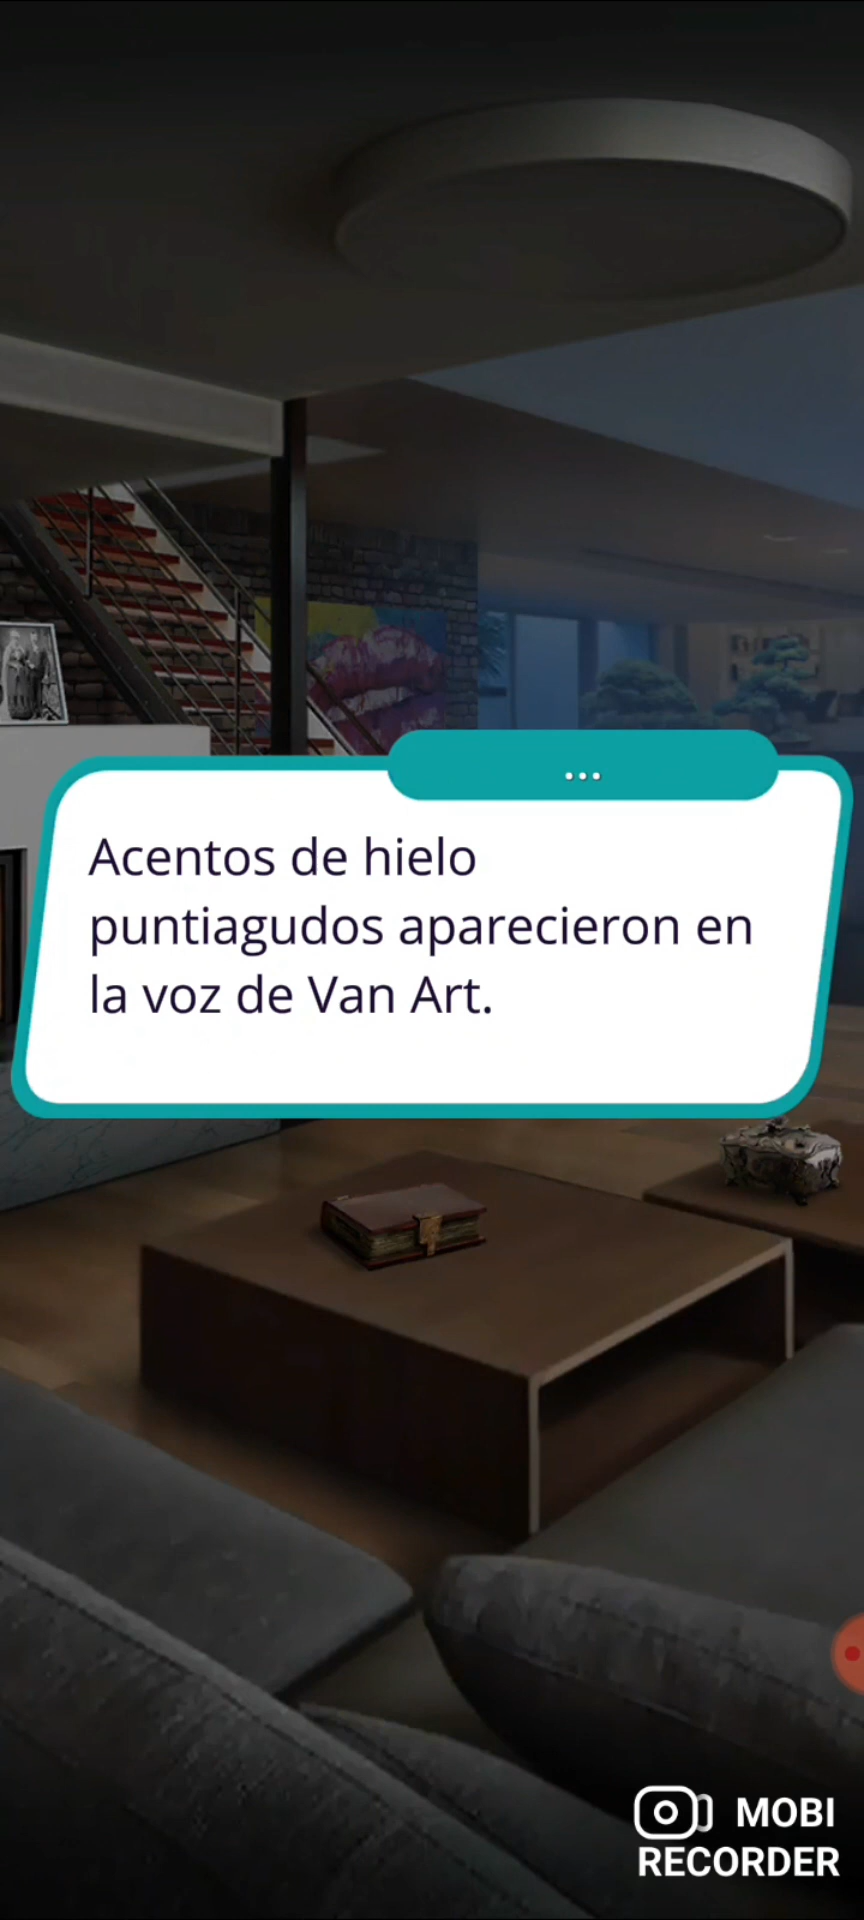 ...
Acentos de hielo
puntiagudos aparecieron en
la voz de Van Art.
MOBI
RECORDER